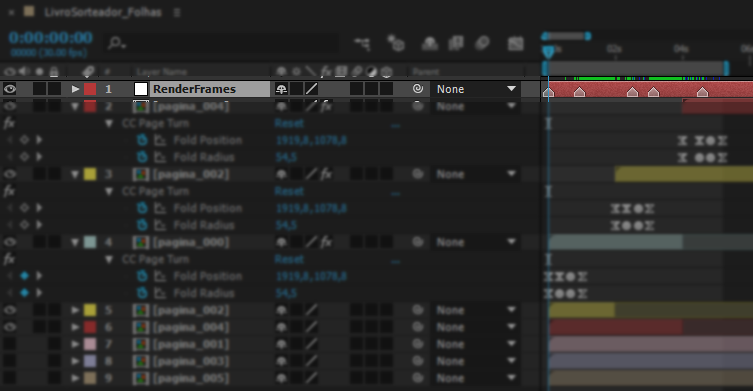 LivroSorteador_Folhas
0:00:00:00
00000 (30.00 fps)
02s 04s
# Layer Name Parent
1 RenderFrames None
2 [pagina_004] None
CC Page Turn Reset
Fold Position 1919,8,1078,8
Fold Radius 54,5
3 [pagina_002] None
CC Page Turn Reset
Fold Position 1919,8,1078,8
Fold Radius 54,5
4 [pagina_000] None
CC Page Turn Reset
Fold Position 1919,8,1078,8
Fold Radius 54,5
5 [pagina_002] None
6 [pagina_004] None
7 [pagina_001] None
8 [pagina_003] None
9 [pagina_005] None